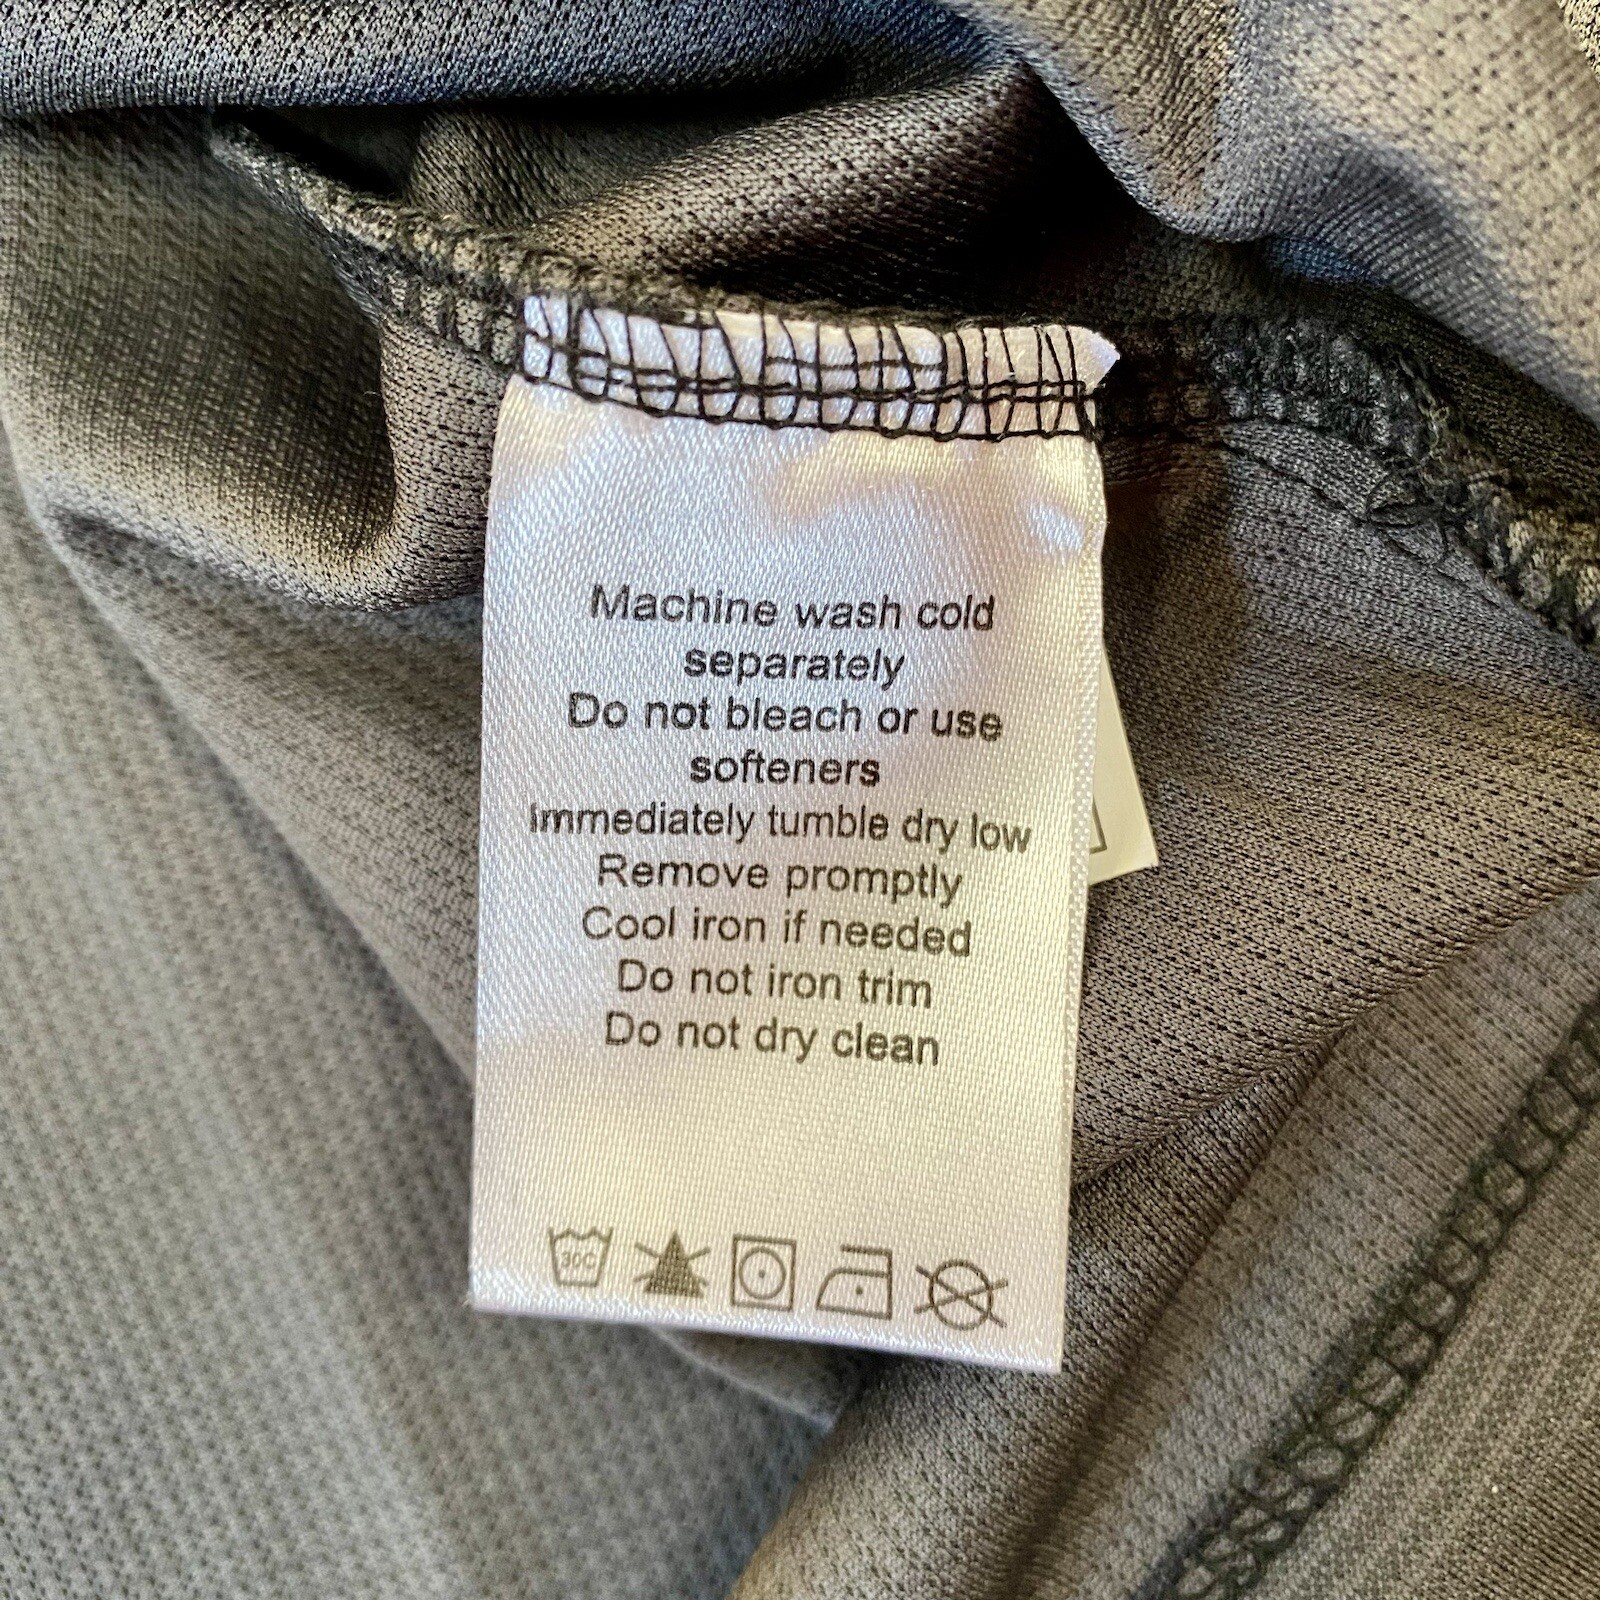 Machine wash cold
separately
Do not bleach or use
softeners
Immediately tumble dry low
Remove promptly
Cool iron if needed
Do not iron trim
Do not dry clean
30C